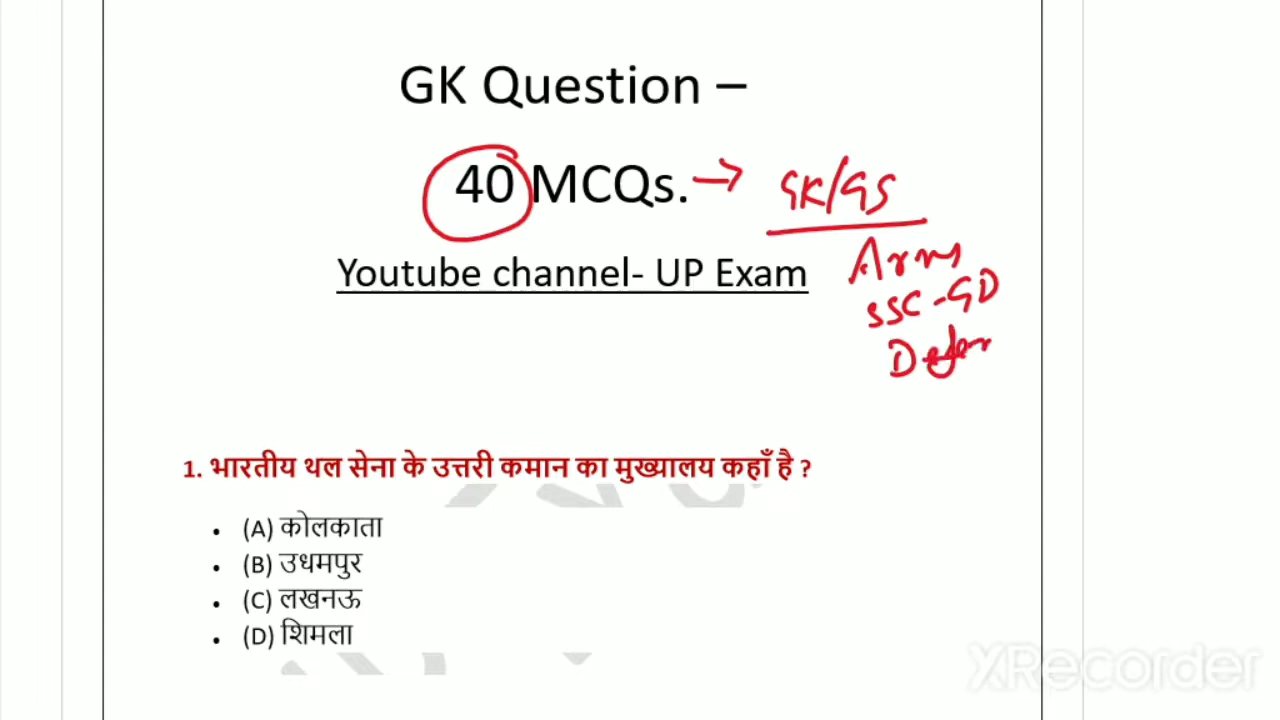 GK Question –
40 MCQs. → GK/GS
Youtube channel- UP Exam
Army
SSC-GD
1. भारतीय थल सेना के उत्तरी कमान का मुख्यालय कहाँ है ?
• (A) कोलकाता
• (B) उधमपुर
• (C) लखनऊ
• (D) शिमला
XRecorder